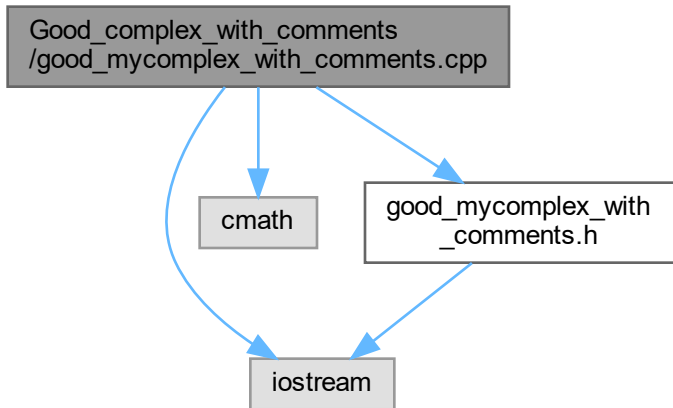 Good_complex_with_comments
/good_mycomplex_with_comments.cpp
cmath
good_mycomplex_with
_comments.h
iostream